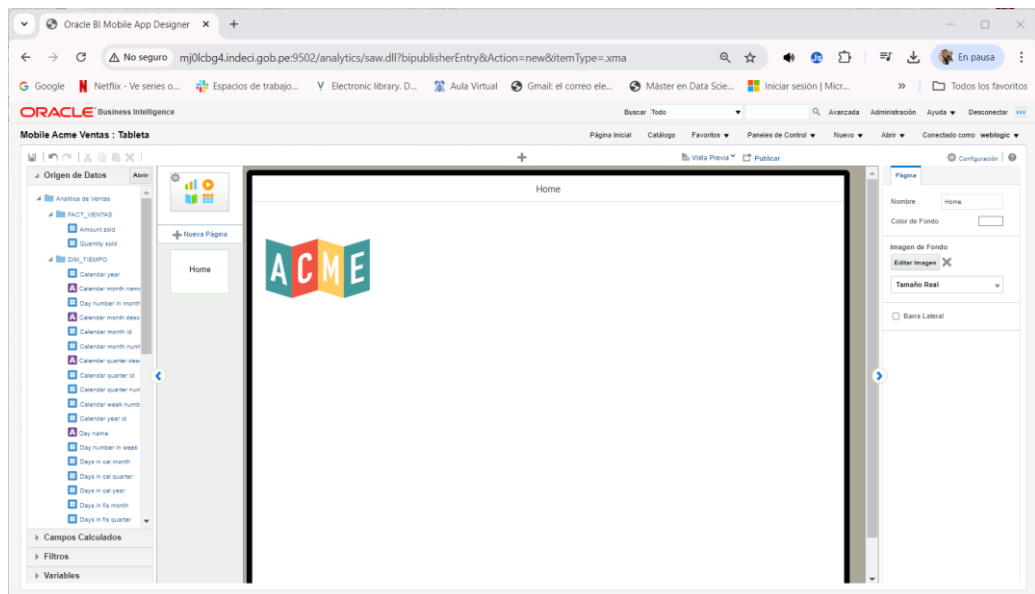 Oracle BI Mobile App Designer
No seguro mj0lcbg4.indeci.gob.pe:9502/analytics/saw.dll?bipublisherEntry&Action=new&itemType=.xma En pausa
Google Netflix - Ve series o... Espacios de trabajo... Electronic library. D... Aula Virtual Gmail: el correo ele... Máster en Data Scie... Iniciar sesión | Micr... » Todos los favoritos
ORACLE Business Intelligence Buscar Todo Avanzada Administración Ayuda Desconectar
Mobile Acme Ventas : Tableta Página Inicial Catálogo Favoritos Paneles de Control Nuevo Abrir Conectado como weblogic
Vista Previa Publicar Configuración
Origen de Datos Abrir
Analítica de Ventas
FACT_VENTAS
Amount sold
Quantity sold
DIM_TIEMPO
Calendar year
Calendar month name
Day number in month
Calendar month desc
Calendar month id
Calendar month numl
Calendar quarter desc
Calendar quarter id
Calendar quarter num
Calendar week numb
Calendar year id
Day name
Day number in week
Days in cal month
Days in cal quarter
Days in cal year
Days in fis month
Days in fis quarter
Campos Calculados
Filtros
Variables
Nueva Página
Home
Home
ACME
Página
Nombre Home
Color de Fondo
Imagen de Fondo
Editar Imagen
Tamaño Real
Barra Lateral